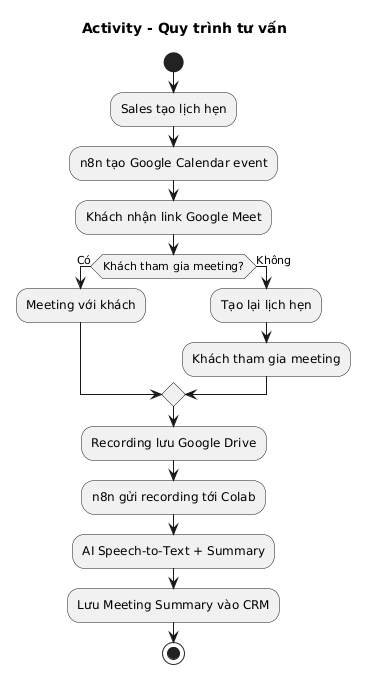 Activity - Quy trình tư vấn
Sales tạo lịch hẹn
n8n tạo Google Calendar event
Khách nhận link Google Meet
Có
Khách tham gia meeting?
Không
Meeting với khách
Tạo lại lịch hẹn
Khách tham gia meeting
Recording lưu Google Drive
n8n gửi recording tới Colab
AI Speech-to-Text + Summary
Lưu Meeting Summary vào CRM